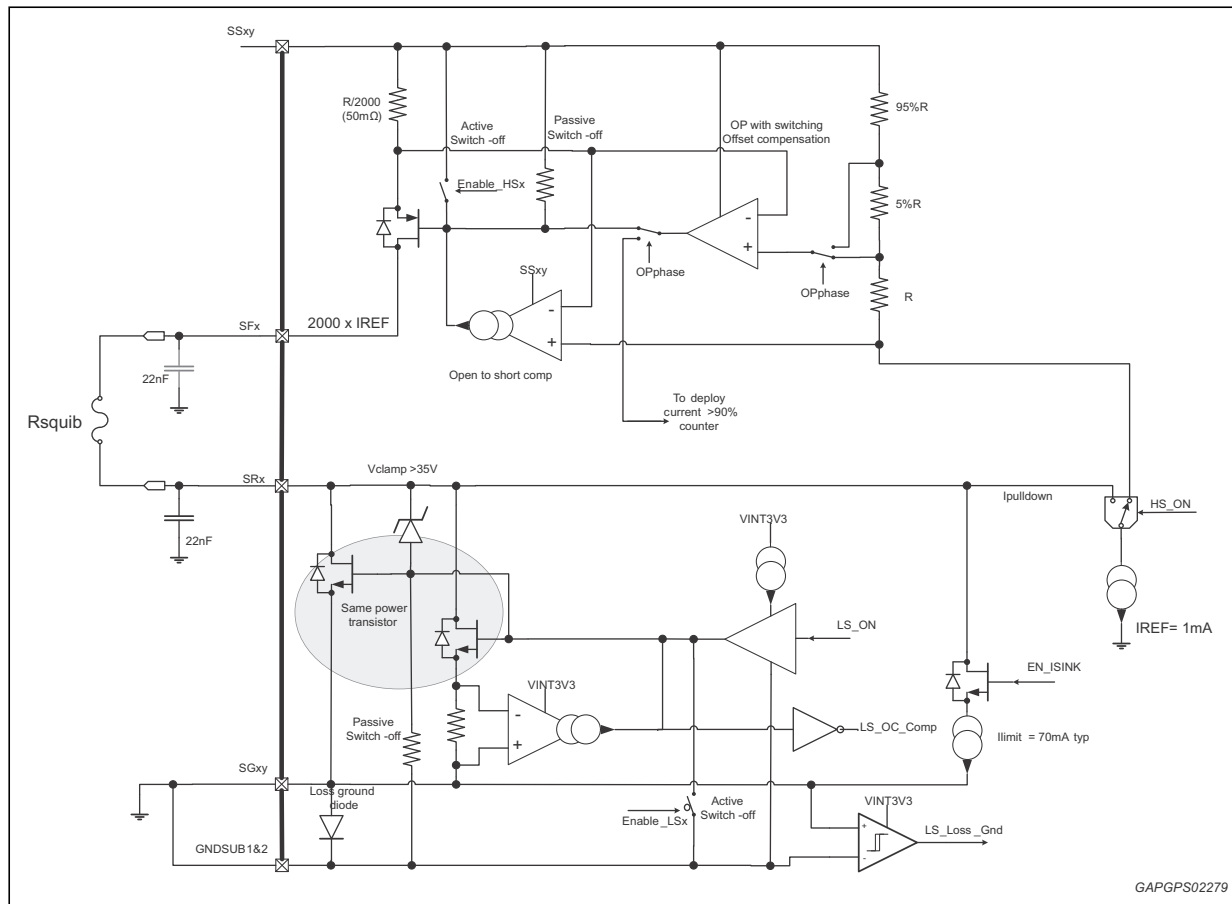 SSxy
R/2000
(50mΩ)
Active
Switch -off
Passive
Switch -off
OP with switching
Offset compensation
95%R
Enable_HSx
5%R
-
+
OPphase
OPphase
R
SSxy
-
+
SFx
2000 x IREF
22nF
Open to short comp
Rsquib
To deploy
current >90%
counter
Vclamp >35V
SRx
Ipulldown
HS_ON
22nF
VINT3V3
Same power
transistor
LS_ON
IREF= 1mA
EN_ISINK
VINT3V3
-
+
Passive
Switch -off
LS_OC_Comp
Ilimit = 70mA typ
SGxy
Loss ground
diode
Active
Switch -off
Enable_LSx
VINT3V3
+
-
LS_Loss_Gnd
GNDSUB1&2
GAPGPS02279